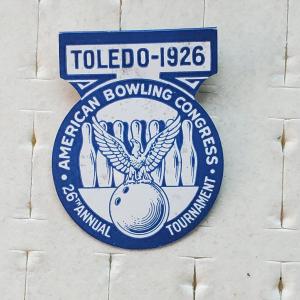 TOLEDO-1926
· AMERICAN BOWLING CONGRESS ·
26TH ANNUAL TOURNAMENT